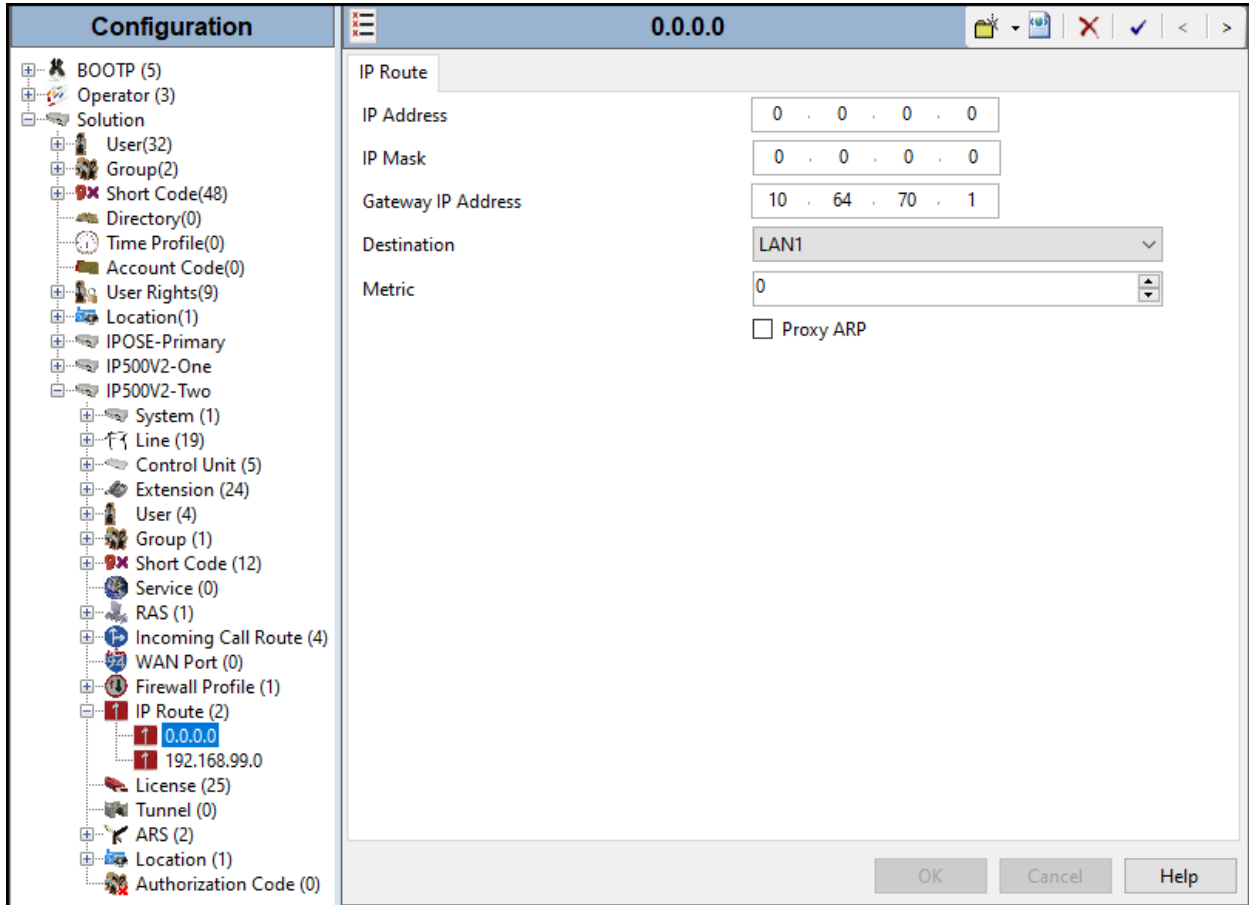 Configuration
BOOTP (5)
Operator (3)
Solution
User(32)
Group(2)
Short Code(48)
Directory(0)
Time Profile(0)
Account Code(0)
User Rights(9)
Location(1)
IPOSE-Primary
IP500V2-One
IP500V2-Two
System (1)
Line (19)
Control Unit (5)
Extension (24)
User (4)
Group (1)
Short Code (12)
Service (0)
RAS (1)
Incoming Call Route (4)
WAN Port (0)
Firewall Profile (1)
IP Route (2)
0.0.0.0
192.168.99.0
License (25)
Tunnel (0)
ARS (2)
Location (1)
Authorization Code (0)
0.0.0.0
IP Route
IP Address 0 . 0 . 0 . 0
IP Mask 0 . 0 . 0 . 0
Gateway IP Address 10 . 64 . 70 . 1
Destination LAN1
Metric 0
Proxy ARP
OK Cancel Help